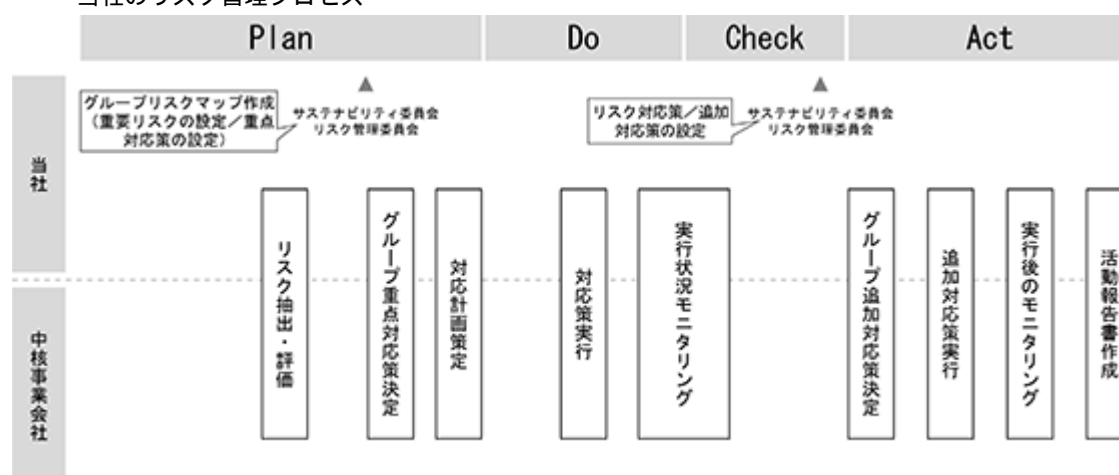 当社のリスク管理プロセス
Plan
Do
Check
Act
グループリスクマップ作成
(重要リスクの設定/重点
対応策の設定)
サステナビリティ委員会
リスク管理委員会
リスク対応策/追加
対応策の設定
サステナビリティ委員会
リスク管理委員会
当社
中核事業会社
リスク抽出・評価
グループ重点対応策決定
対応計画策定
対応策実行
実行状況モニタリング
グループ追加対応策決定
追加対応策実行
実行後のモニタリング
活動報告書作成